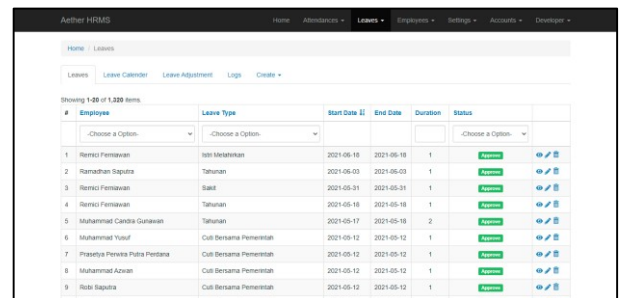 Aether HRMS Home Attendances Leaves Employees Settings Accounts Developer
Home / Leaves
Leaves Leave Calender Leave Adjustment Logs Create
Showing 1-20 of 1,320 items.
# Employee Leave Type Start Date End Date Duration Status
-Choose a Option- -Choose a Option- -Choose a Option-
1 Remici Ferniawan Istri Melahirkan 2021-06-18 2021-06-18 1 Approve
2 Ramadhan Saputra Tahunan 2021-06-03 2021-06-03 1 Approve
3 Remici Ferniawan Sakit 2021-05-31 2021-05-31 1 Approve
4 Remici Ferniawan Tahunan 2021-05-18 2021-05-18 1 Approve
5 Muhammad Candra Gunawan Tahunan 2021-05-17 2021-05-18 2 Approve
6 Muhammad Yusuf Cuti Bersama Pemerintah 2021-05-12 2021-05-12 1 Approve
7 Prasetya Perwira Putra Perdana Cuti Bersama Pemerintah 2021-05-12 2021-05-12 1 Approve
8 Muhammad Azwan Cuti Bersama Pemerintah 2021-05-12 2021-05-12 1 Approve
9 Robi Saputra Cuti Bersama Pemerintah 2021-05-12 2021-05-12 1 Approve